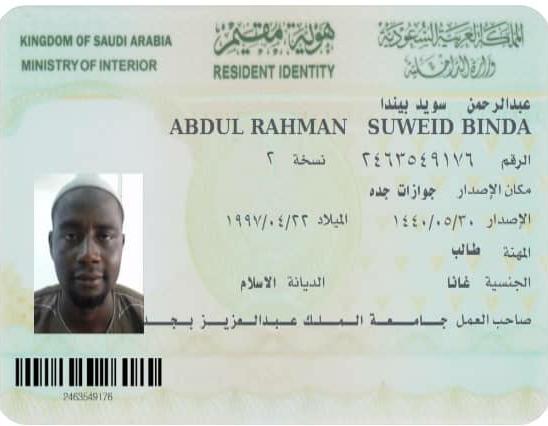 KINGDOM OF SAUDI ARABIA
MINISTRY OF INTERIOR
هوية مقيم
RESIDENT IDENTITY
المملكة العربية السعودية
وزارة الداخلية
عبدالرحمن سويد بيندا
ABDUL RAHMAN SUWEID BINDA
الرقم ٢٤٦٣٥٤٩١٧٦ نسخة ٢
مكان الإصدار جوازات جده
الإصدار ١٤٤٠/٠٥/٣٠ الميلاد ١٩٩٧/٠٤/٢٢
المهنة طالب
الجنسية غانا الديانة الاسلام
صاحب العمل جامعة الملك عبدالعزيز بجد
2463549176